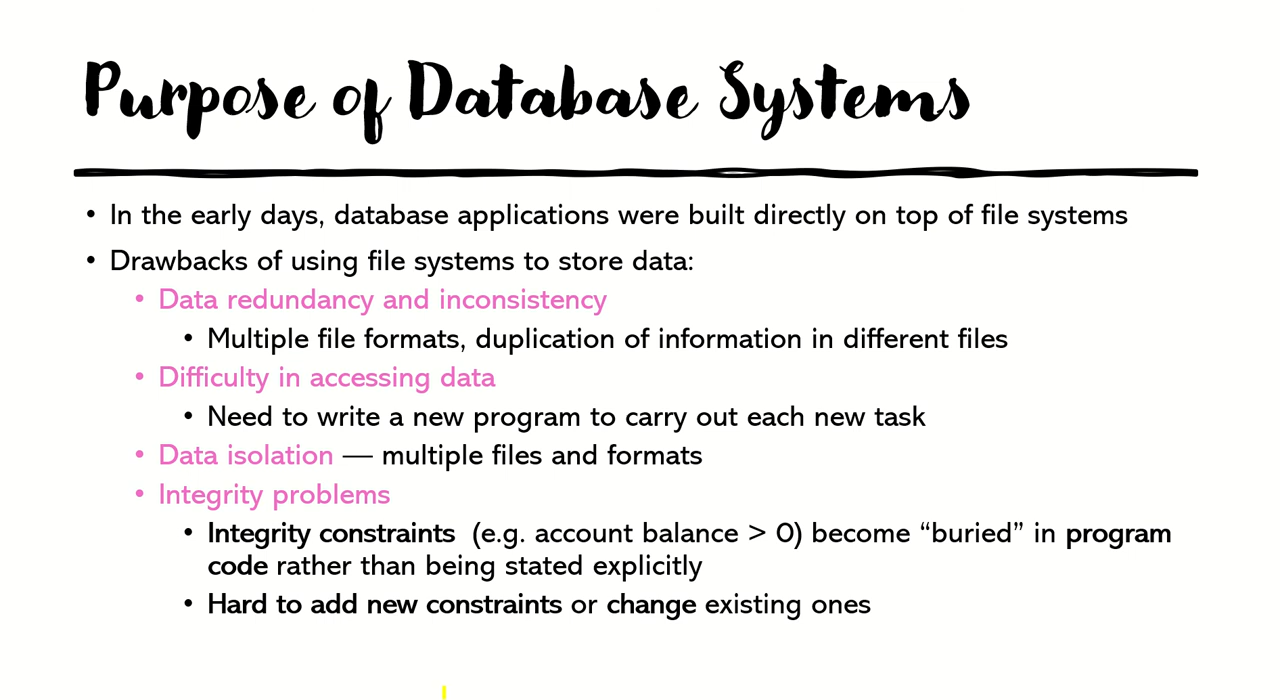 Purpose of Database Systems
• In the early days, database applications were built directly on top of file systems
• Drawbacks of using file systems to store data:
• Data redundancy and inconsistency
• Multiple file formats, duplication of information in different files
• Difficulty in accessing data
• Need to write a new program to carry out each new task
• Data isolation — multiple files and formats
• Integrity problems
• Integrity constraints (e.g. account balance > 0) become “buried” in program
code rather than being stated explicitly
• Hard to add new constraints or change existing ones